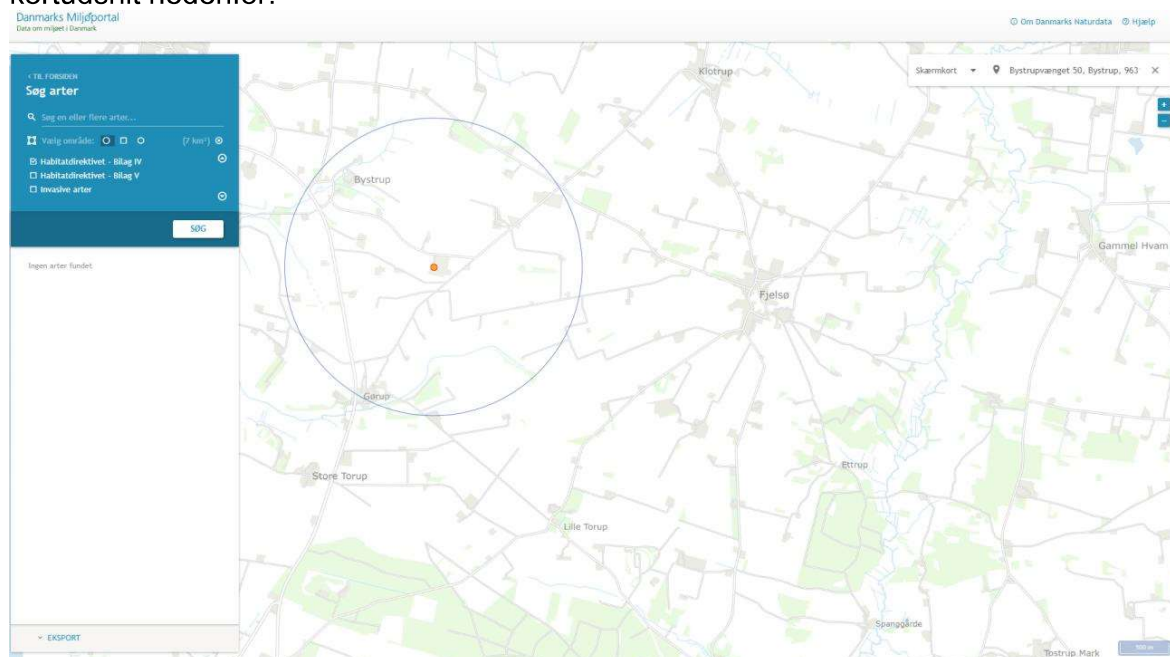 kortudsnit nedenfor:
Danmarks Miljøportal
Data om miljøet i Danmark
Om Danmarks Naturdata
Hjælp
‹ TIL FORSIDEN
Søg arter
Søg en eller flere arter...
Vælg område:
(7 km²)
Habitatdirektivet - Bilag IV
Habitatdirektivet - Bilag V
Invasive arter
SØG
Ingen arter fundet
EKSPORT
Skærmkort
Bystrupvænget 50, Bystrup, 963
Klotrup
Bystrup
Gammel Hvam
Fjelsø
Gørup
Ettrup
Store Torup
Lille Torup
Spanggårde
Tostrup Mark